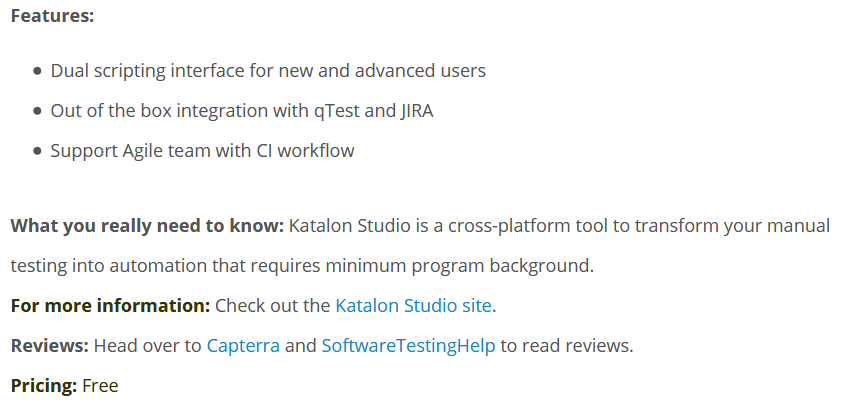 Features:
● Dual scripting interface for new and advanced users
● Out of the box integration with qTest and JIRA
● Support Agile team with CI workflow
What you really need to know: Katalon Studio is a cross-platform tool to transform your manual
testing into automation that requires minimum program background.
For more information: Check out the Katalon Studio site.
Reviews: Head over to Capterra and SoftwareTestingHelp to read reviews.
Pricing: Free